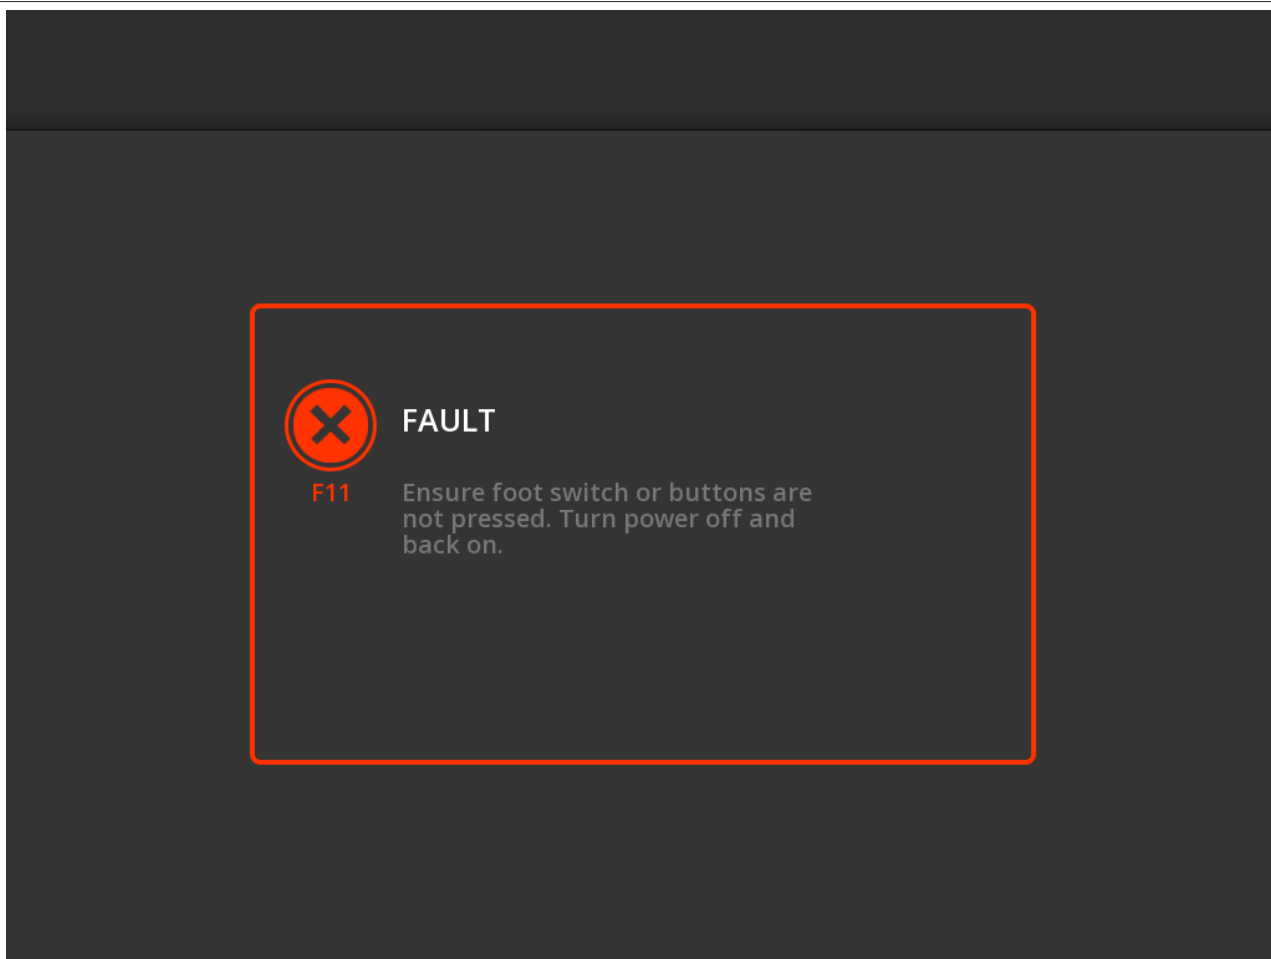 FAULT
F11
Ensure foot switch or buttons are
not pressed. Turn power off and
back on.